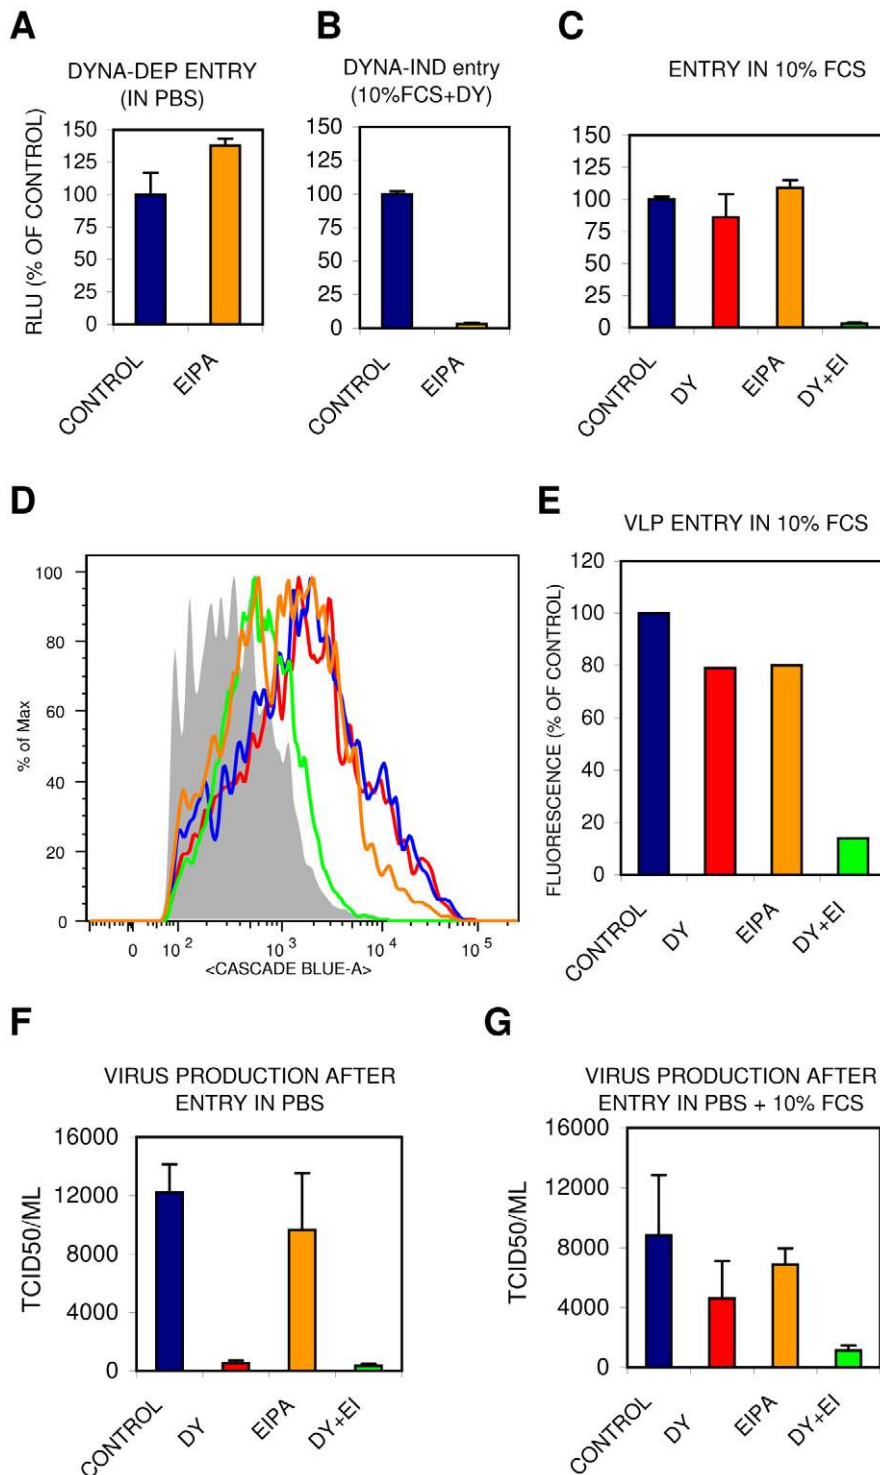 A
DYNA-DEP ENTRY
(IN PBS)
RLU (% OF CONTROL)
150
125
100
75
50
25
0
CONTROL
EIPA
B
DYNA-IND entry
(10%FCS+DY)
150
125
100
75
50
25
0
CONTROL
EIPA
C
ENTRY IN 10% FCS
150
125
100
75
50
25
0
CONTROL
DY
EIPA
DY+EI
D
% of Max
100
80
60
40
20
0
0
10 2
10 3
10 4
10 5
<CASCADE BLUE-A>
E
VLP ENTRY IN 10% FCS
FLUORESCENCE (% OF CONTROL)
120
100
80
60
40
20
0
CONTROL
DY
EIPA
DY+EI
F
VIRUS PRODUCTION AFTER
ENTRY IN PBS
TCID50/ML
16000
12000
8000
4000
0
CONTROL
DY
EIPA
DY+EI
G
VIRUS PRODUCTION AFTER
ENTRY IN PBS + 10% FCS
TCID50/ML
16000
12000
8000
4000
0
CONTROL
DY
EIPA
DY+EI